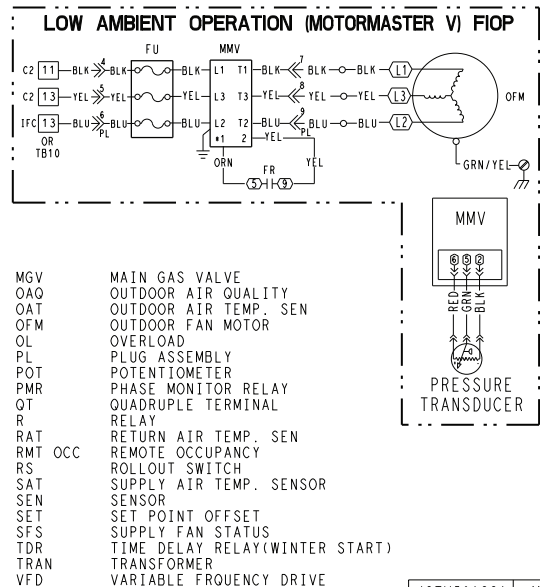 LOW AMBIENT OPERATION (MOTORMASTER V) FIOP
FU MMV
C2 11 BLK 4 BLK BLK L1 T1 BLK 7 BLK BLK L1
C2 13 YEL 5 YEL YEL L3 T3 YEL 8 YEL YEL L3 OFM
IFC 13 BLU 6 BLU BLU L2 T2 BLU 9 BLU BLU L2
PL PL
OR
TB10
*1 2 YEL
ORN FR YEL
5 9
GRN/YEL
MMV
6 5 2
RED
GRN
BLK
PRESSURE
TRANSDUCER
MGV MAIN GAS VALVE
OAQ OUTDOOR AIR QUALITY
OAT OUTDOOR AIR TEMP. SEN
OFM OUTDOOR FAN MOTOR
OL OVERLOAD
PL PLUG ASSEMBLY
POT POTENTIOMETER
PMR PHASE MONITOR RELAY
QT QUADRUPLE TERMINAL
R RELAY
RAT RETURN AIR TEMP. SEN
RMT OCC REMOTE OCCUPANCY
RS ROLLOUT SWITCH
SAT SUPPLY AIR TEMP. SENSOR
SEN SENSOR
SET SET POINT OFFSET
SFS SUPPLY FAN STATUS
TDR TIME DELAY RELAY(WINTER START)
TRAN TRANSFORMER
VFD VARIABLE FRQUENCY DRIVE